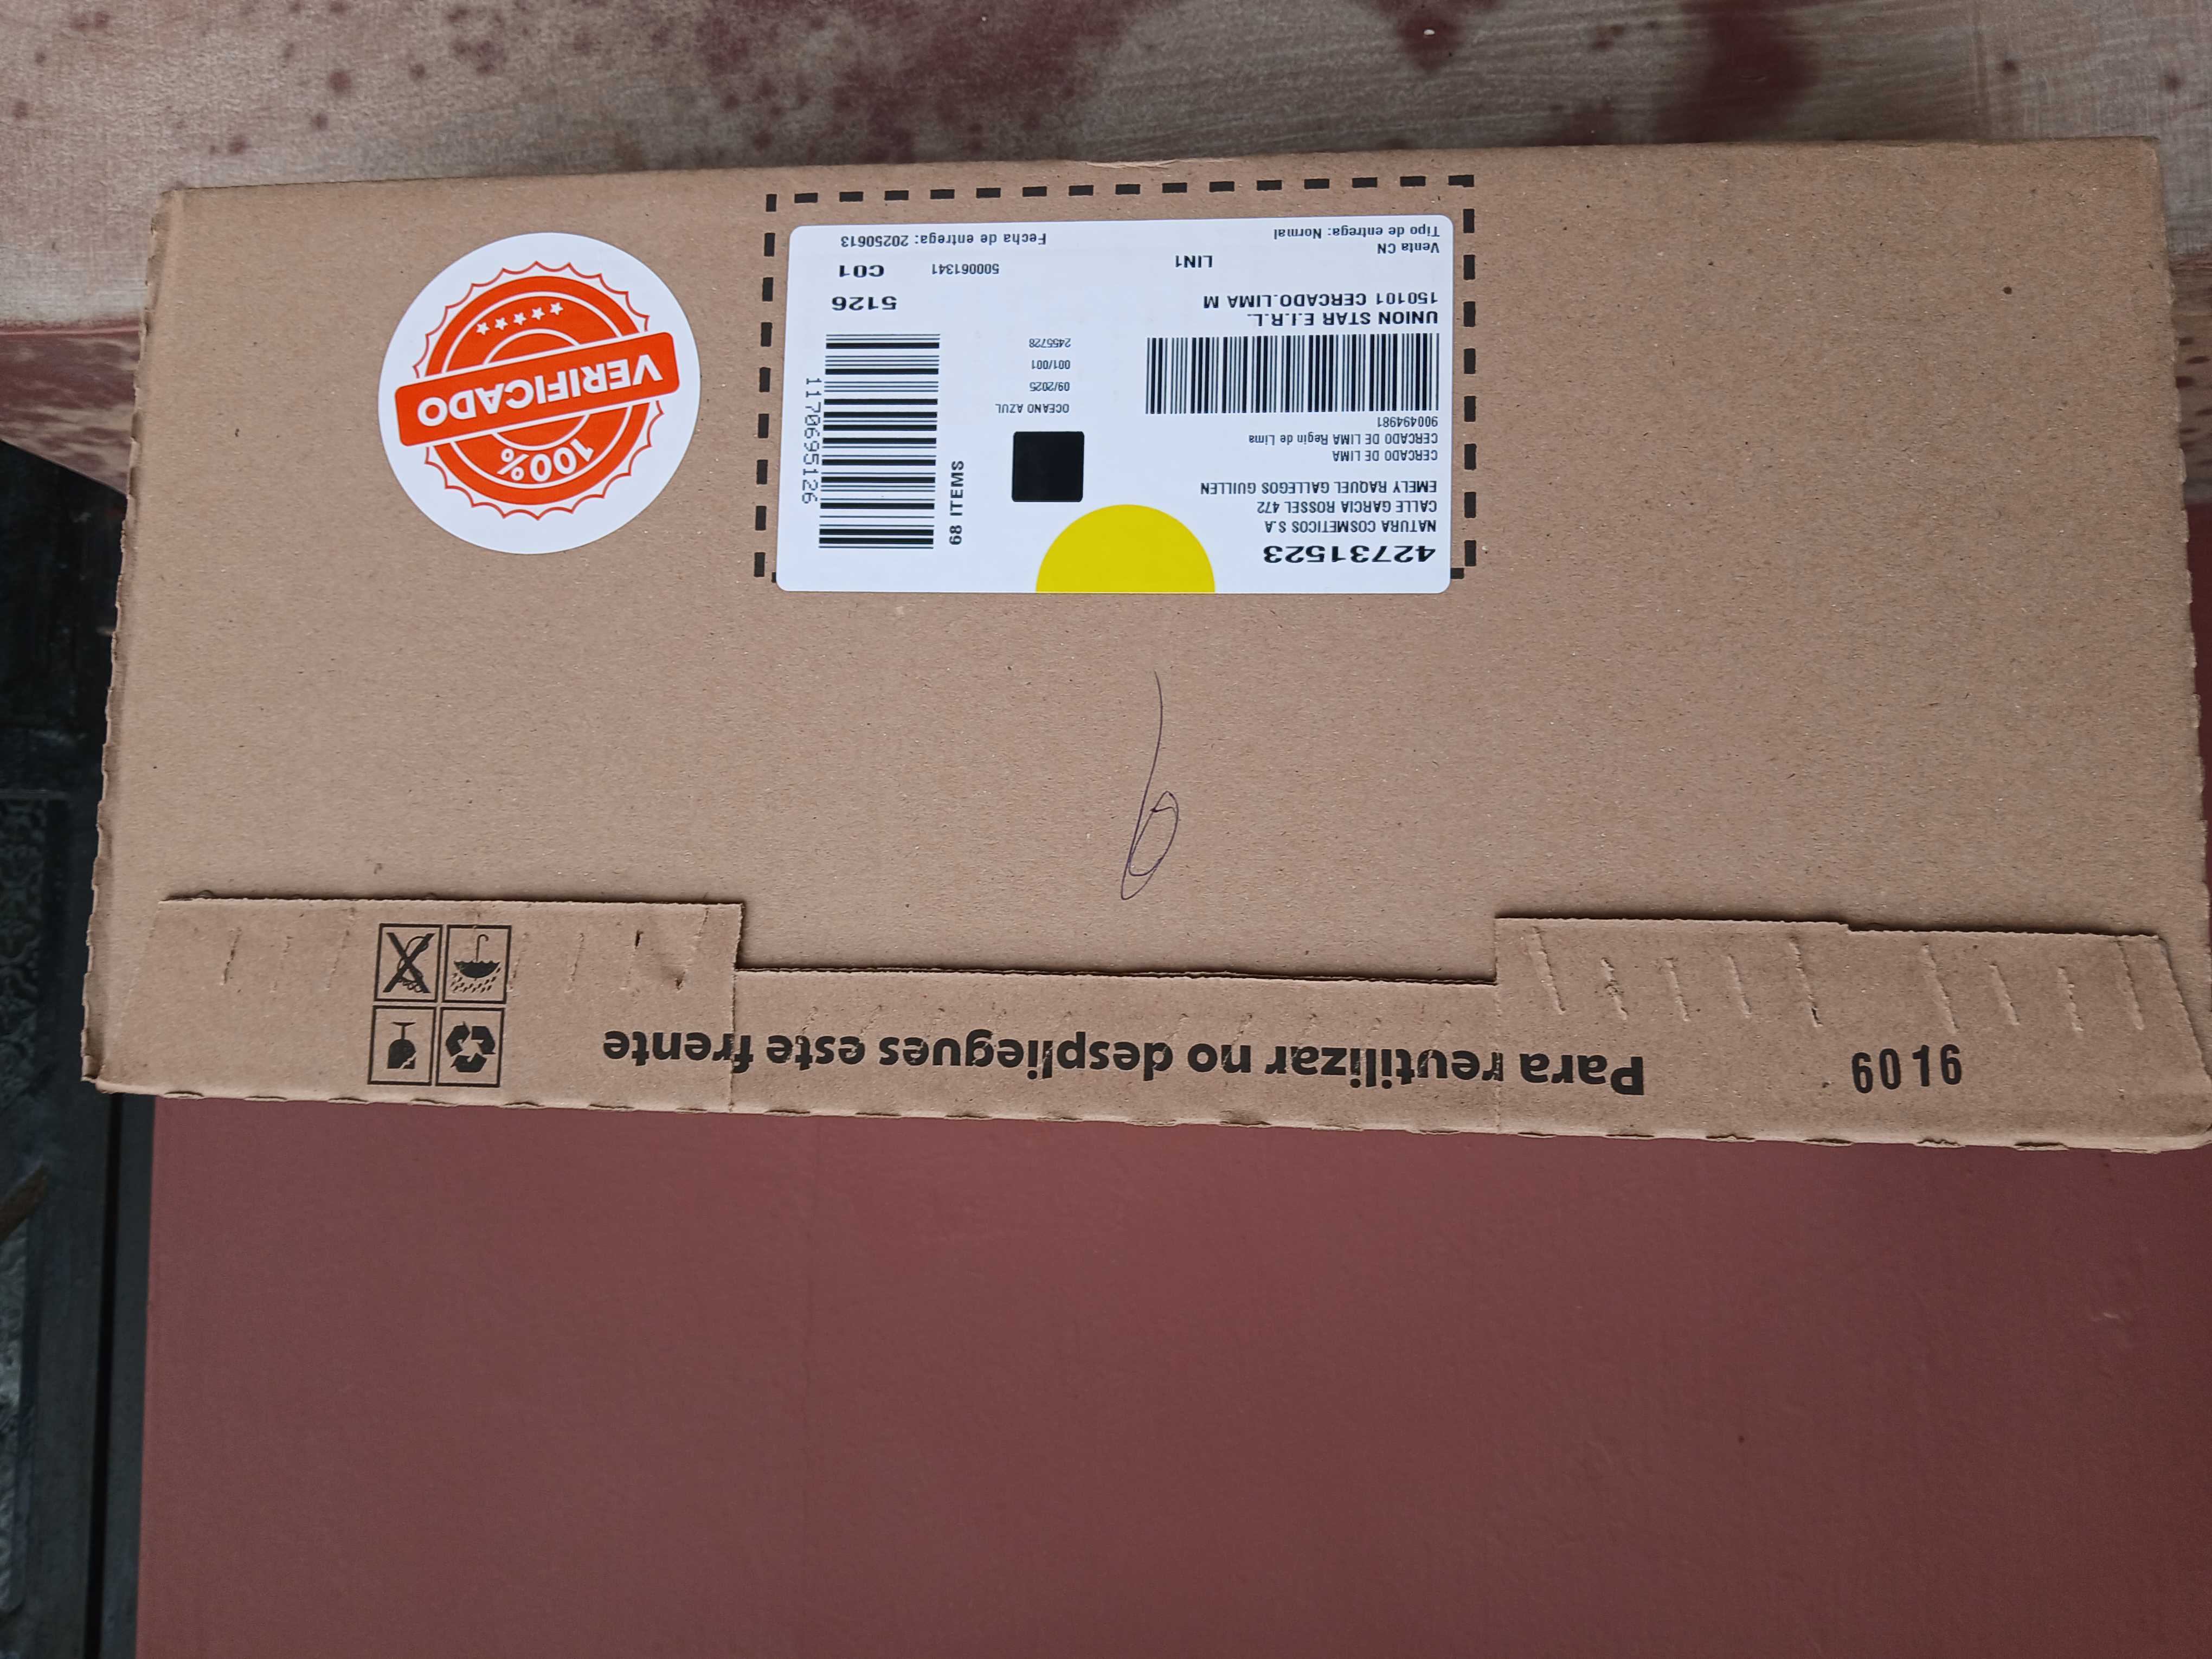 42731523
NATURA COSMETICOS S.A
CALLE GARCIA ROSSEL 472
EMELY RAQUEL GALLEGOS GUILLEN
CERCADO DE LIMA
CERCADO DE LIMA Regin de Lima
900494981
UNION STAR E.I.R.L.
150101 CERCADO.LIMA M
LIN1
Venta CN
Tipo de entrega: Normal
OCEANO AZUL
09/2025
001/001
2455728
68 ITEMS
1170695126
5126
500061341
C01
Fecha de entrega: 20250613
100%
VERIFICADO
6
Para reutilizar no despliegues este frente
6016